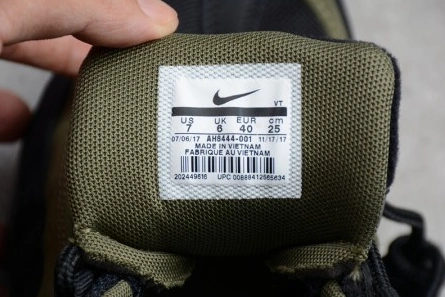 VT
US UK EUR cm
7 6 40 25
07/06/17 AH8444-001 11/17/17
MADE IN VIETNAM
FABRIQUE AU VIETNAM
202449616 UPC 00888412665634